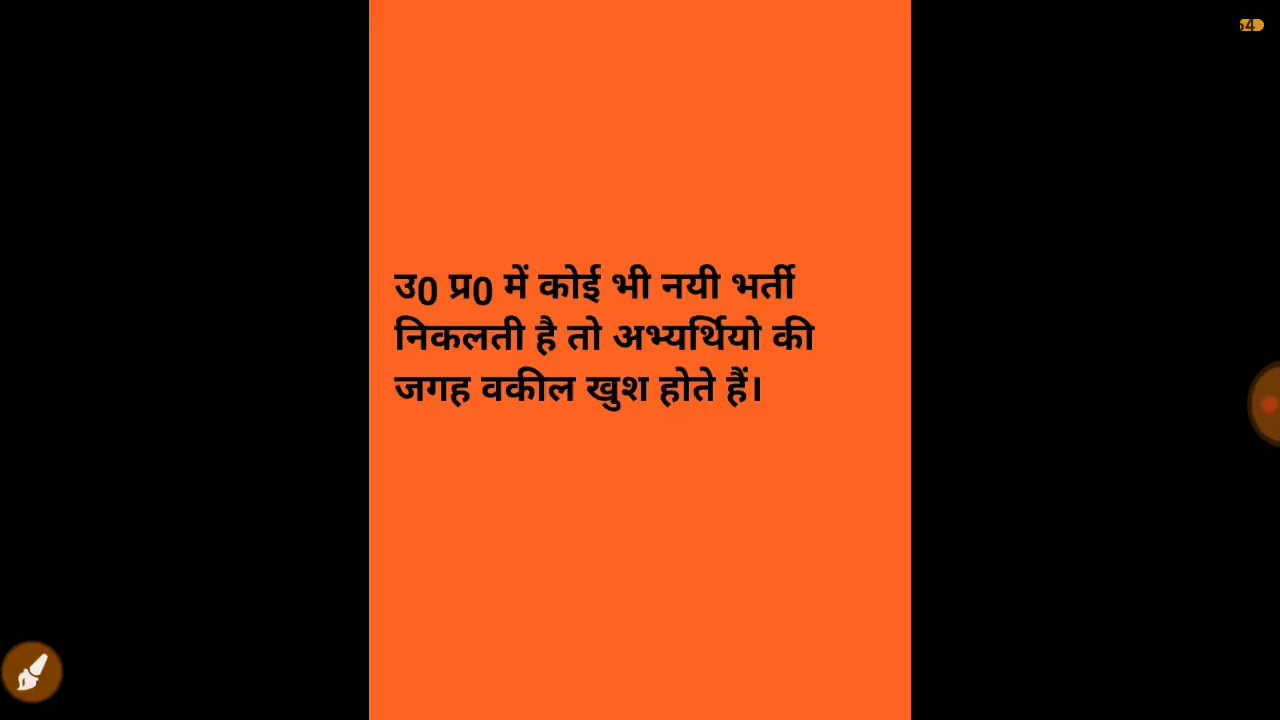 उ0 प्र0 में कोई भी नयी भर्ती
निकलती है तो अभ्यर्थियो की
जगह वकील खुश होते हैं।